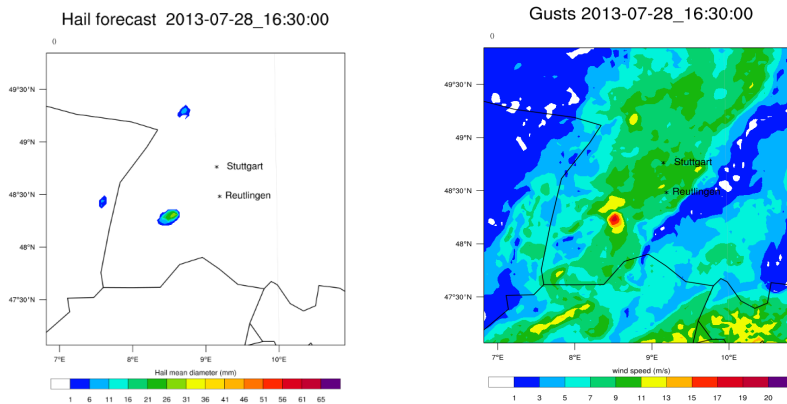 Hail forecast 2013-07-28_16:30:00
0
49°30'N
49°N
48°30'N
48°N
47°30'N
Stuttgart
Reutlingen
7°E 8°E 9°E 10°E
Hail mean diameter (mm)
1 6 11 16 21 26 31 36 41 46 51 56 61 65
Gusts 2013-07-28_16:30:00
0
49°30'N
49°N
48°30'N
48°N
47°30'N
Stuttgart
Reutlingen
7°E 8°E 9°E 10°E
wind speed (m/s)
1 3 5 7 9 11 13 15 17 19 20